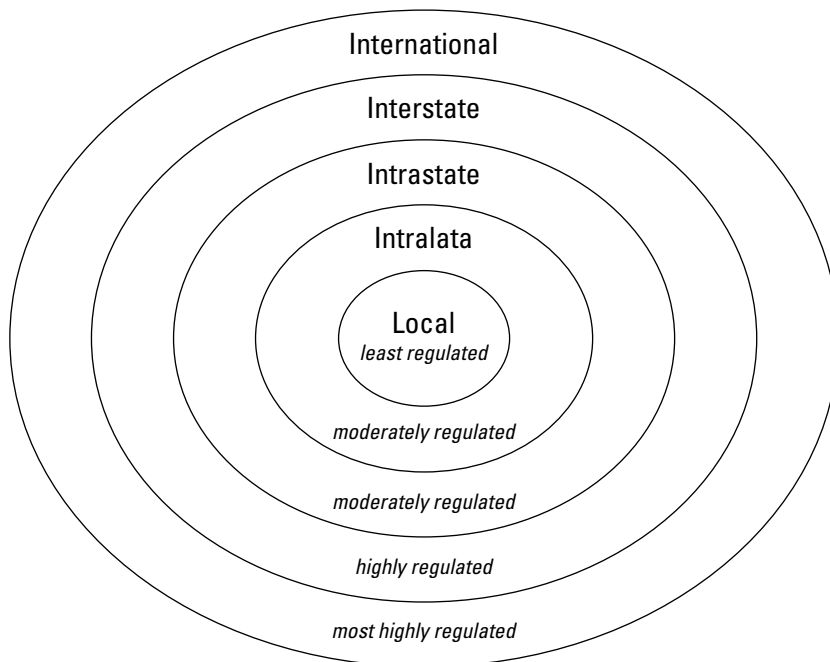 International
Interstate
Intrastate
Intralata
Local
least regulated
moderately regulated
moderately regulated
highly regulated
most highly regulated